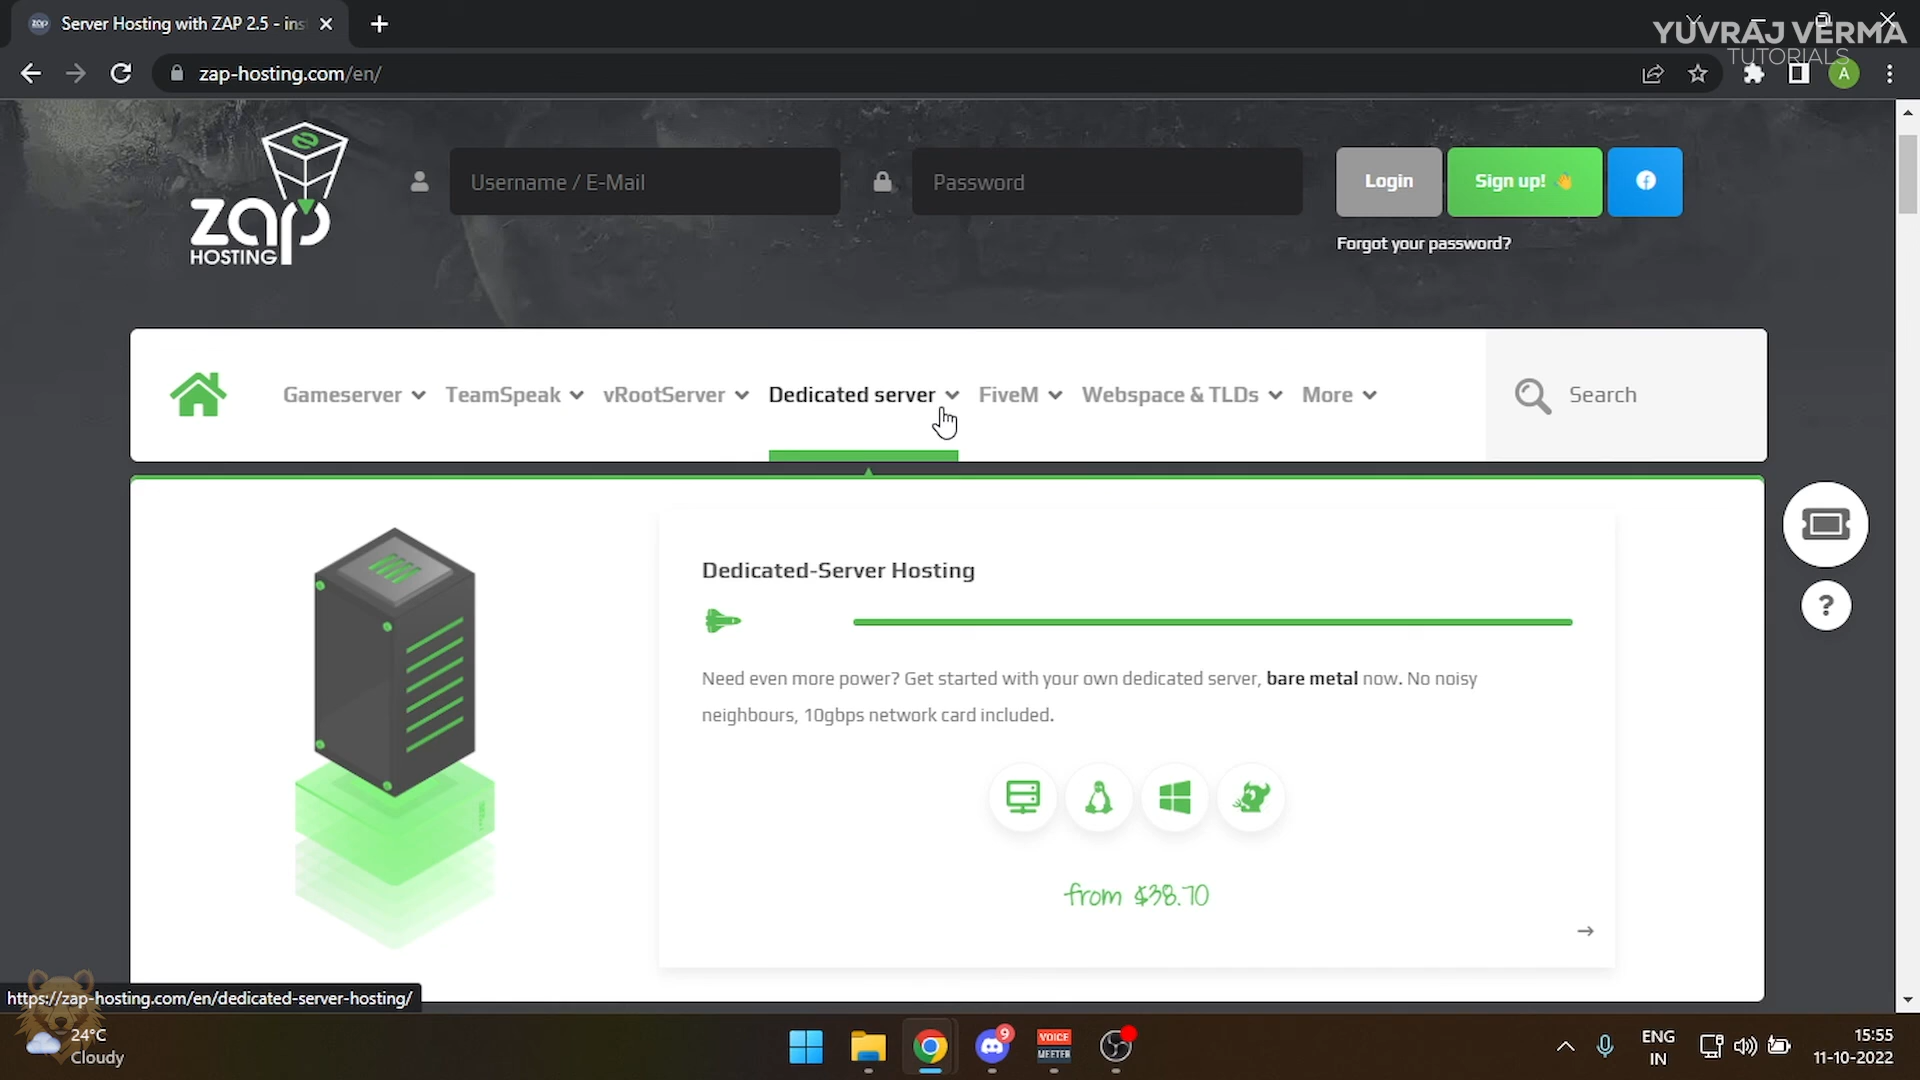 Server Hosting with ZAP 2.5 - ins
YUVRAJ VERMA
TUTORIALS
zap-hosting.com/en/
A
zap
HOSTING
Username / E-Mail
Password
Login
Sign up! 👋
Forgot your password?
Gameserver
TeamSpeak
vRootServer
Dedicated server
FiveM
Webspace & TLDs
More
Search
Dedicated-Server Hosting
Need even more power? Get started with your own dedicated server, bare metal now. No noisy
neighbours, 10gbps network card included.
from $38.70
?
https://zap-hosting.com/en/dedicated-server-hosting/
24°C
Cloudy
9
VOICE
MEETER
ENG
IN
15:55
11-10-2022